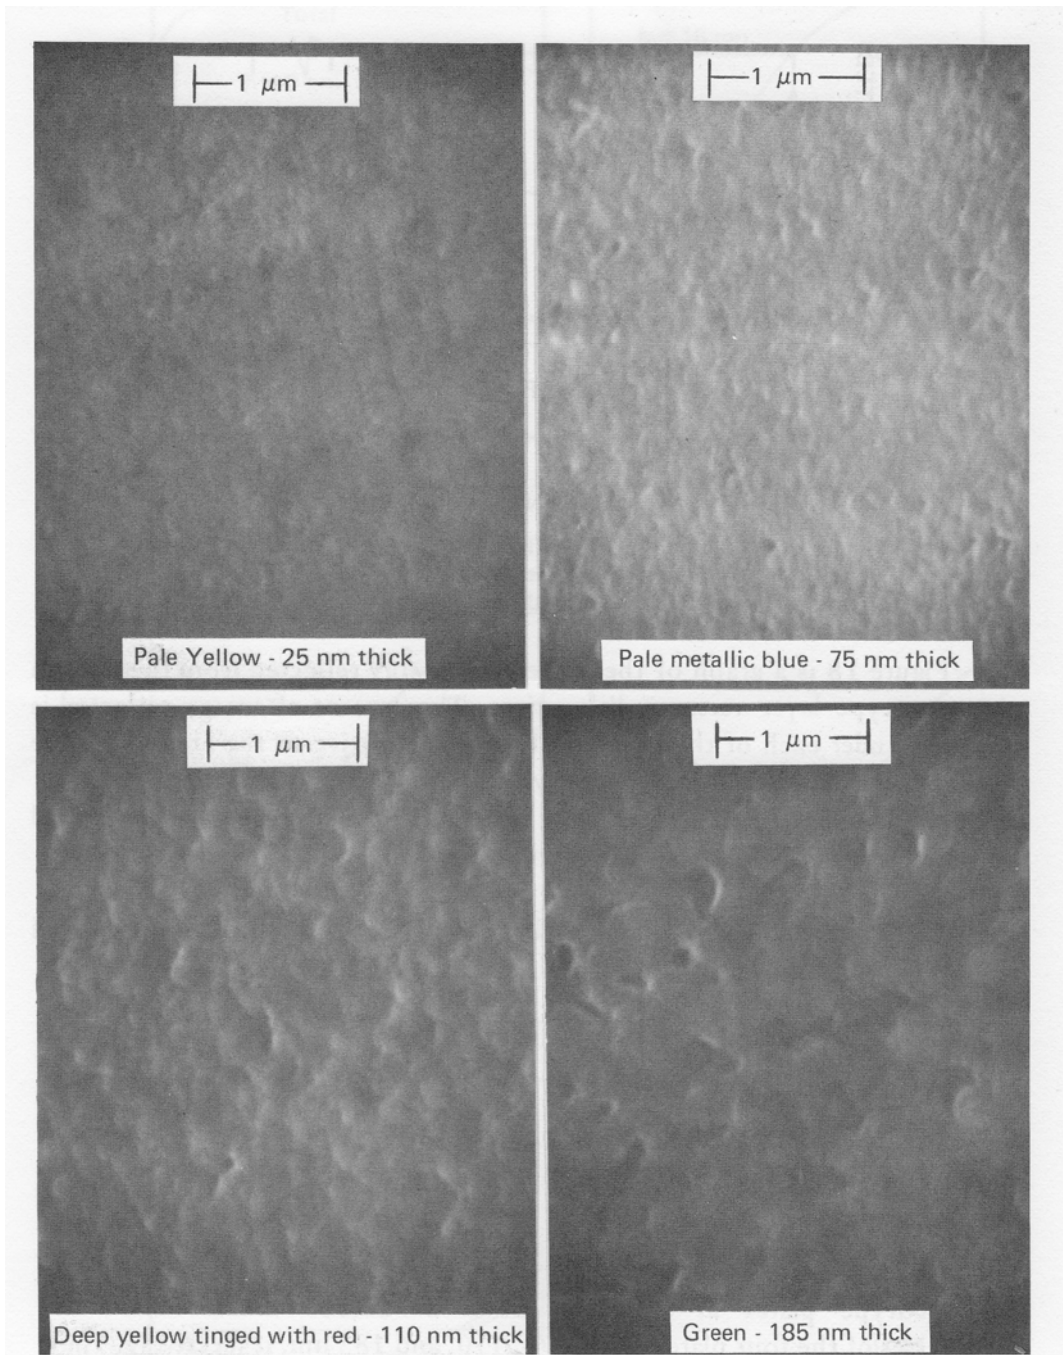 1 μm
1 μm
Pale Yellow - 25 nm thick
Pale metallic blue - 75 nm thick
1 μm
1 μm
Deep yellow tinged with red - 110 nm thick
Green - 185 nm thick